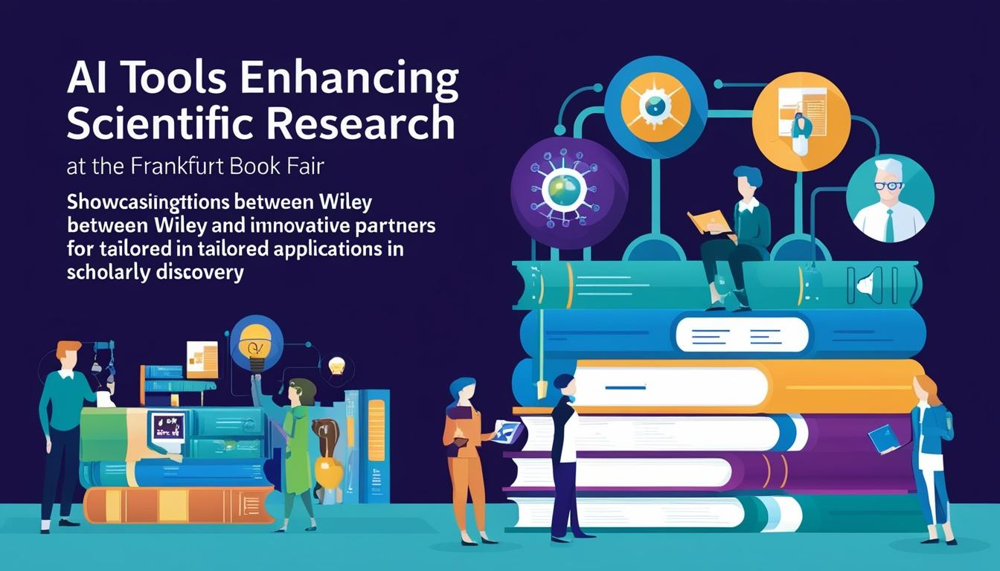 AI Tools Enhancing
Scientific Research
at the Frankfurt Book Fair
Showcasiingttions between Wiley
between Wiley and innovative partners
for tailored in tailored applications in
scholarly discovery